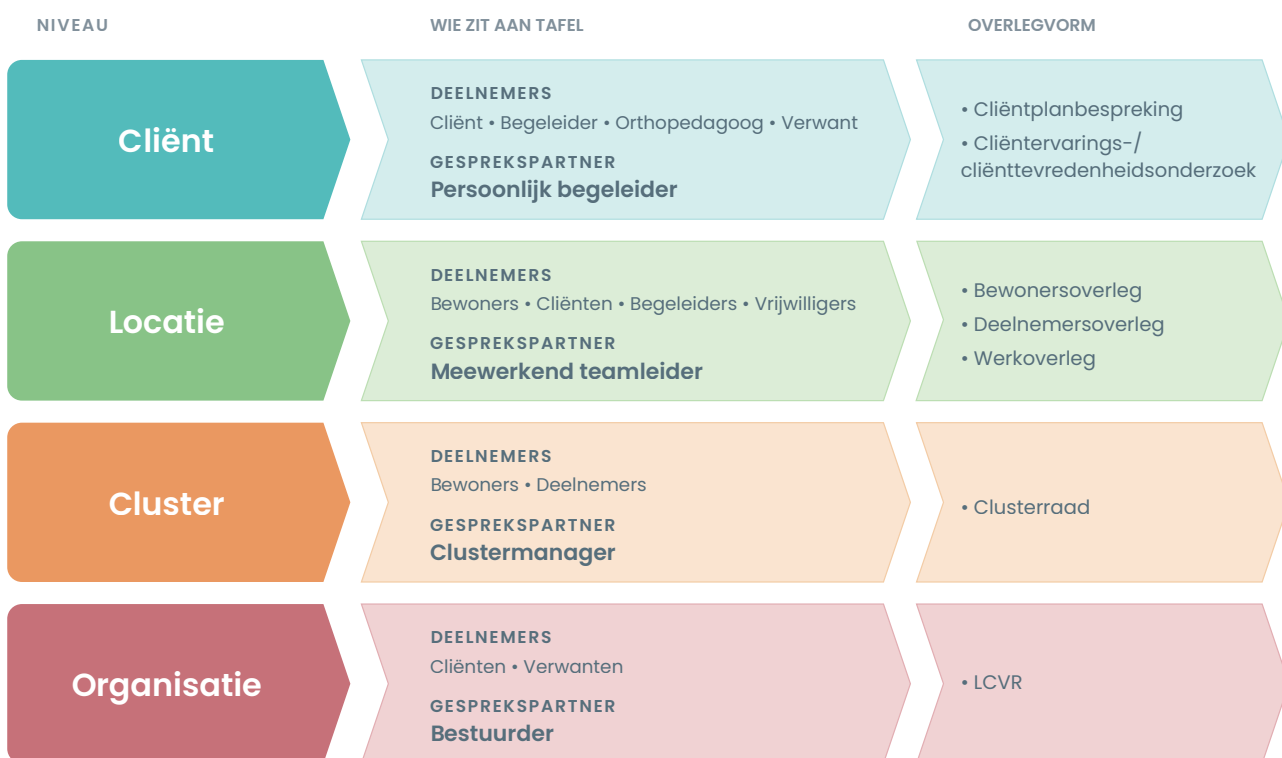 NIVEAU
WIE ZIT AAN TAFEL
OVERLEGVORM
Cliënt
DEELNEMERS
Cliënt • Begeleider • Orthopedagoog • Verwant
GESPREKSPARTNER
Persoonlijk begeleider
• Cliëntplanbespreking
• Cliëntervarings-/
cliënttevredenheidsonderzoek
Locatie
DEELNEMERS
Bewoners • Cliënten • Begeleiders • Vrijwilligers
GESPREKSPARTNER
Meewerkend teamleider
• Bewonersoverleg
• Deelnemersoverleg
• Werkoverleg
Cluster
DEELNEMERS
Bewoners • Deelnemers
GESPREKSPARTNER
Clustermanager
• Clusterraad
Organisatie
DEELNEMERS
Cliënten • Verwanten
GESPREKSPARTNER
Bestuurder
• LCVR